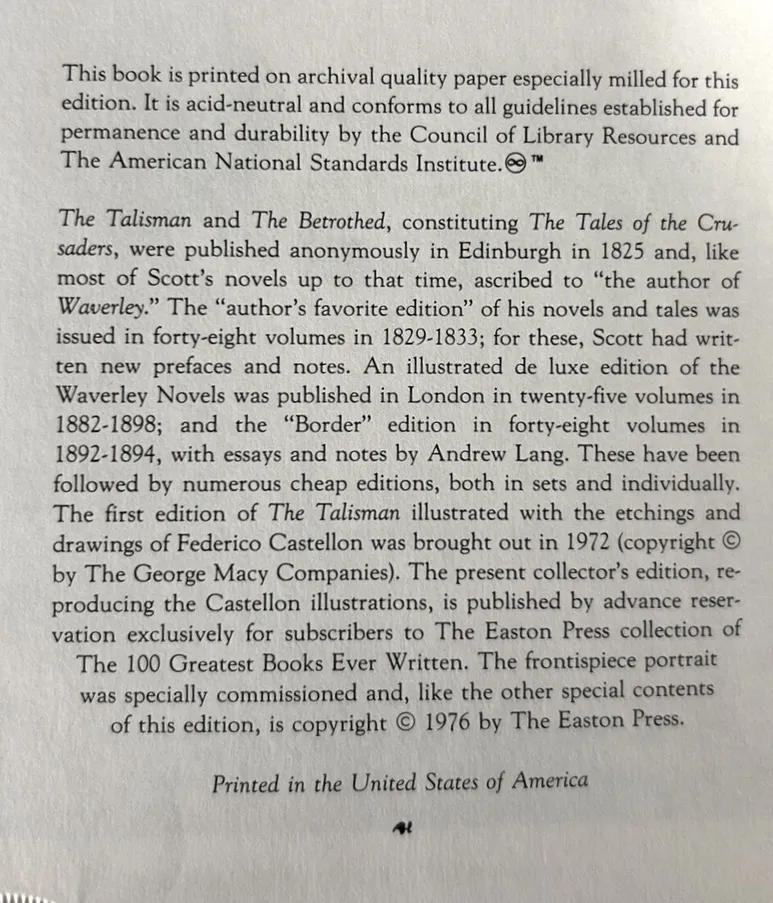 This book is printed on archival quality paper especially milled for this
edition. It is acid-neutral and conforms to all guidelines established for
permanence and durability by the Council of Library Resources and
The American National Standards Institute.♾™
The Talisman and The Betrothed, constituting The Tales of the Cru-
saders, were published anonymously in Edinburgh in 1825 and, like
most of Scott's novels up to that time, ascribed to “the author of
Waverley.” The “author's favorite edition” of his novels and tales was
issued in forty-eight volumes in 1829-1833; for these, Scott had writ-
ten new prefaces and notes. An illustrated de luxe edition of the
Waverley Novels was published in London in twenty-five volumes in
1882-1898; and the “Border” edition in forty-eight volumes in
1892-1894, with essays and notes by Andrew Lang. These have been
followed by numerous cheap editions, both in sets and individually.
The first edition of The Talisman illustrated with the etchings and
drawings of Federico Castellon was brought out in 1972 (copyright ©
by The George Macy Companies). The present collector's edition, re-
producing the Castellon illustrations, is published by advance reser-
vation exclusively for subscribers to The Easton Press collection of
The 100 Greatest Books Ever Written. The frontispiece portrait
was specially commissioned and, like the other special contents
of this edition, is copyright © 1976 by The Easton Press.
Printed in the United States of America